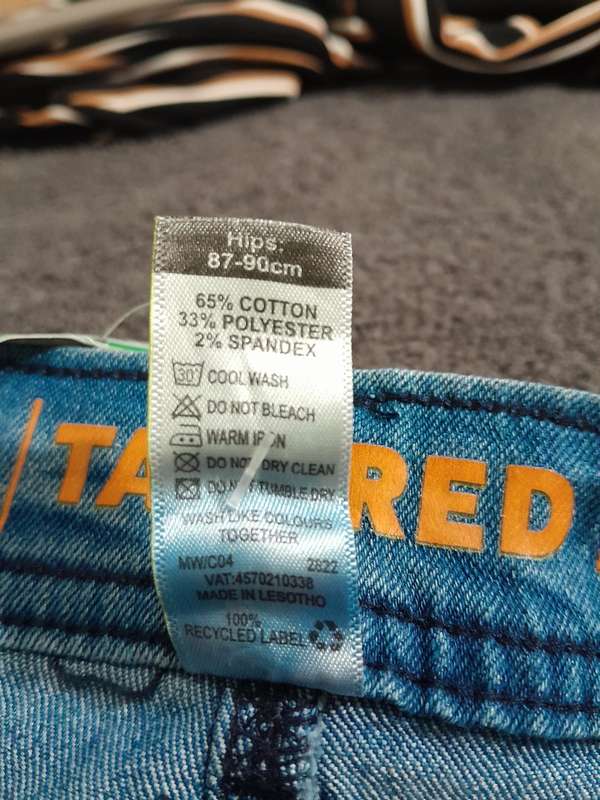 Hips:
87-90cm
65% COTTON
33% POLYESTER
2% SPANDEX
30° COOL WASH
DO NOT BLEACH
WARM IRON
DO NOT DRY CLEAN
DO NOT TUMBLE DRY
WASH LIKE COLOURS
TOGETHER
MW/C04 2822
VAT:4570210338
MADE IN LESOTHO
100%
RECYCLED LABEL
TA RED